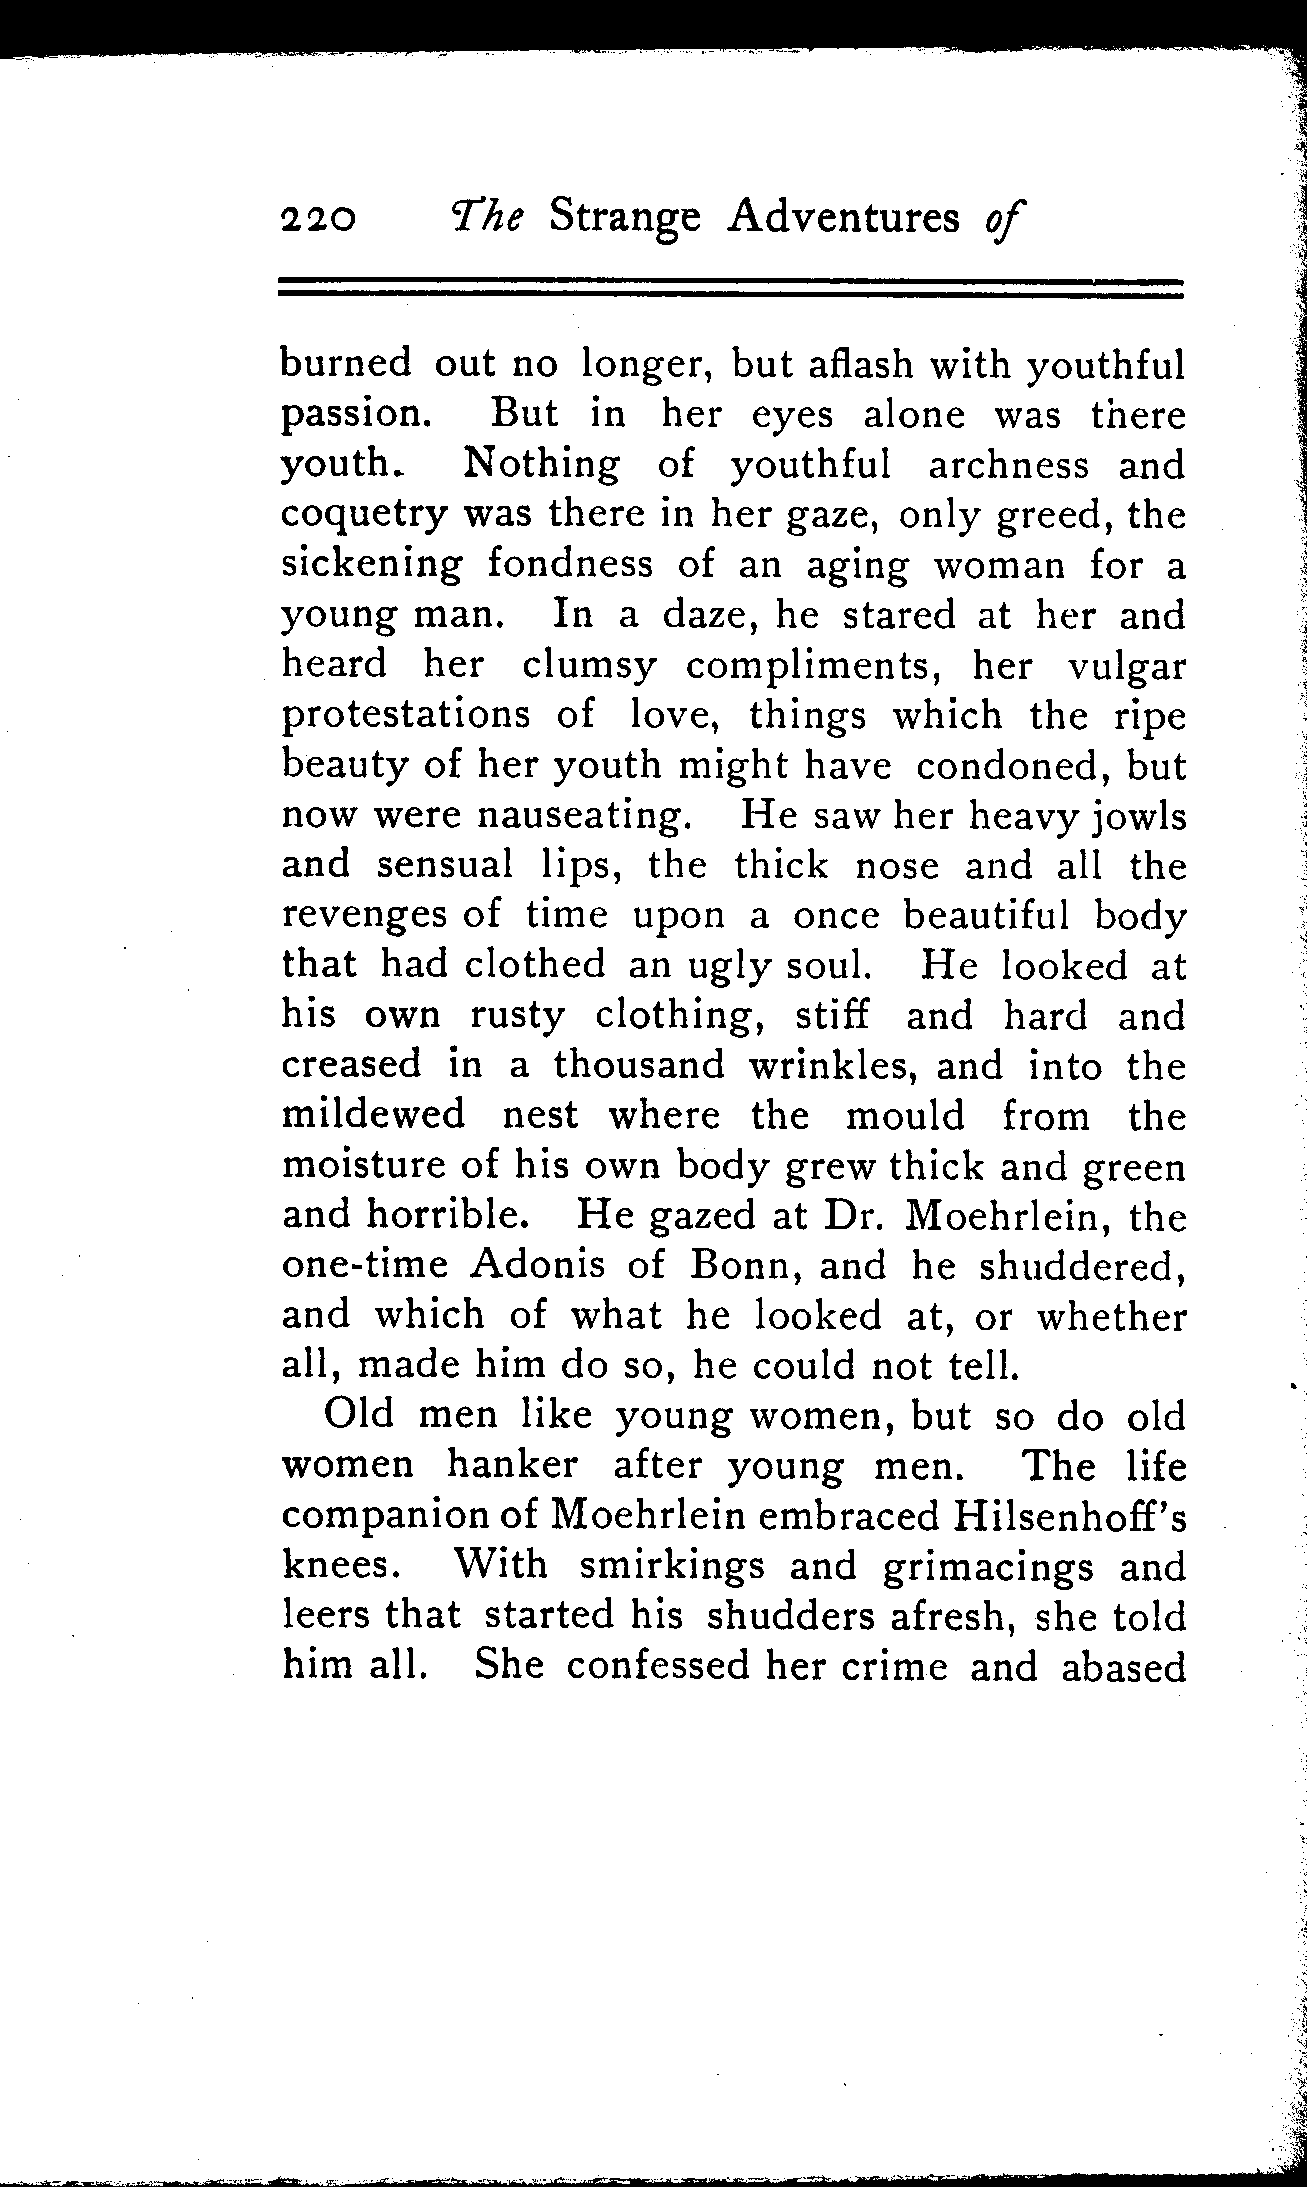 220 The Strange Adventures of
burned out no longer, but aflash with youthful
passion. But in her eyes alone was there
youth. Nothing of youthful archness and
coquetry was there in her gaze, only greed, the
sickening fondness of an aging woman for a
young man. In a daze, he stared at her and
heard her clumsy compliments, her vulgar
protestations of love, things which the ripe
beauty of her youth might have condoned, but
now were nauseating. He saw her heavy jowls
and sensual lips, the thick nose and all the
revenges of time upon a once beautiful body
that had clothed an ugly soul. He looked at
his own rusty clothing, stiff and hard and
creased in a thousand wrinkles, and into the
mildewed nest where the mould from the
moisture of his own body grew thick and green
and horrible. He gazed at Dr. Moehrlein, the
one-time Adonis of Bonn, and he shuddered,
and which of what he looked at, or whether
all, made him do so, he could not tell.
Old men like young women, but so do old
women hanker after young men. The life
companion of Moehrlein embraced Hilsenhoff's
knees. With smirkings and grimacings and
leers that started his shudders afresh, she told
him all. She confessed her crime and abased